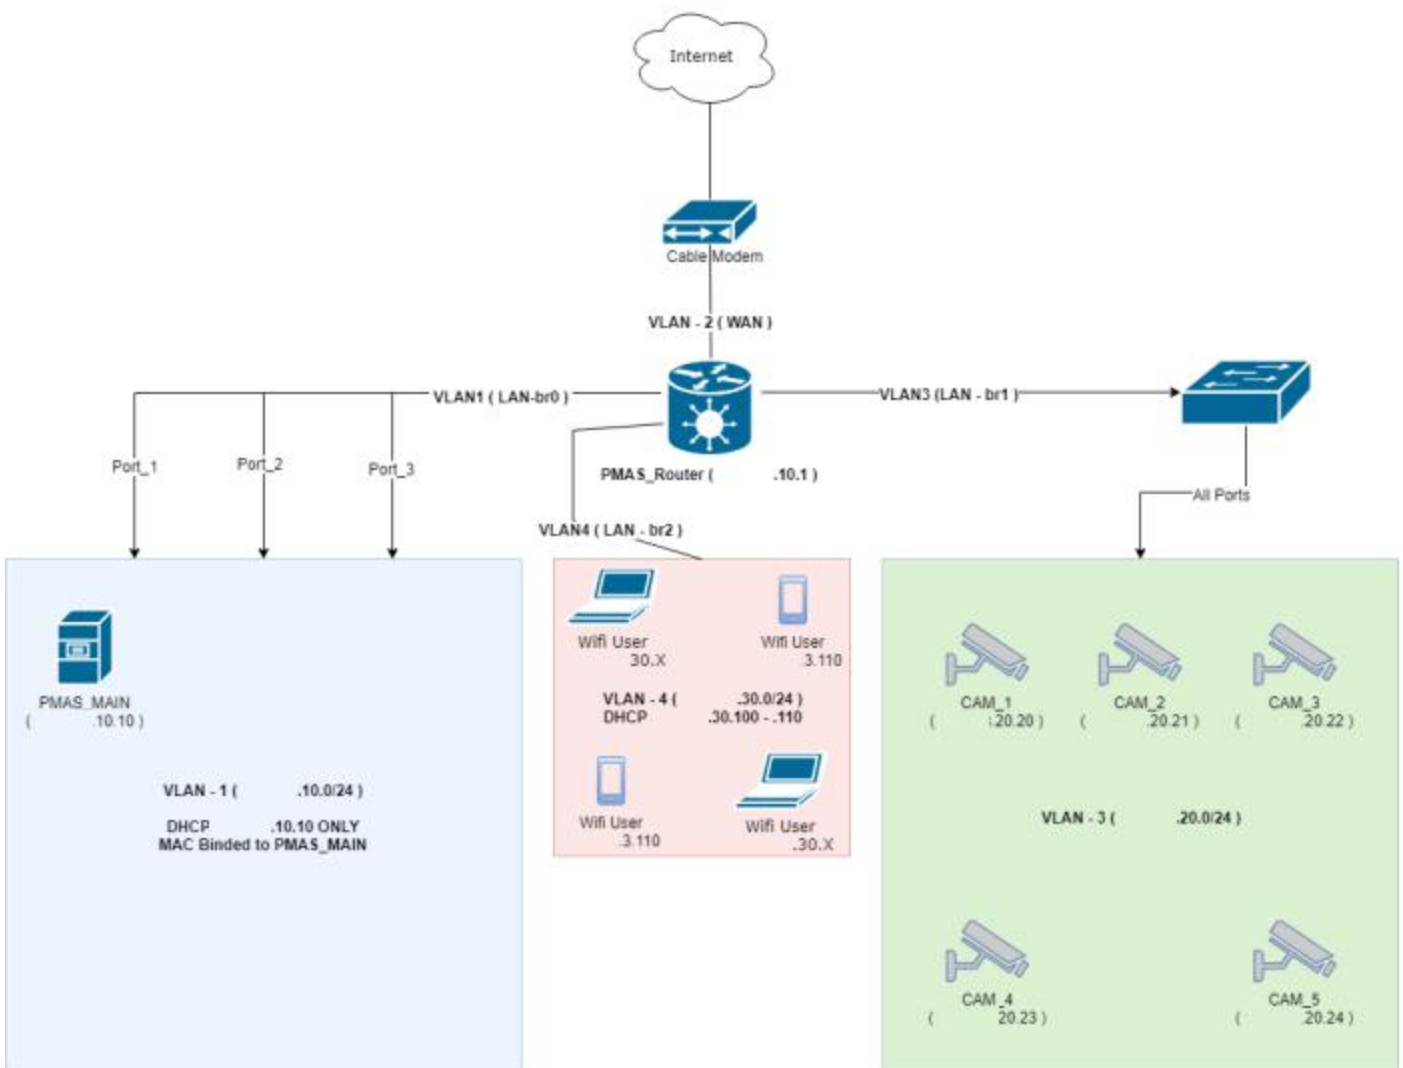 Internet
Cable Modem
VLAN - 2 ( WAN )
VLAN1 ( LAN-br0 )
VLAN3 (LAN - br1 )
Port_1
Port_2
Port_3
PMAS_Router ( .10.1 )
All Ports
VLAN4 ( LAN - br2 )
PMAS_MAIN
( .10.10 )
VLAN - 1 ( .10.0/24 )
DHCP .10.10 ONLY
MAC Binded to PMAS_MAIN
Wifi User
30.X
Wifi User
3.110
VLAN - 4 ( .30.0/24 )
DHCP .30.100 - .110
Wifi User
.3.110
Wifi User
.30.X
CAM_1
( .20.20 )
CAM_2
( .20.21 )
CAM_3
( .20.22 )
VLAN - 3 ( .20.0/24 )
CAM_4
( 20.23 )
CAM_5
( .20.24 )